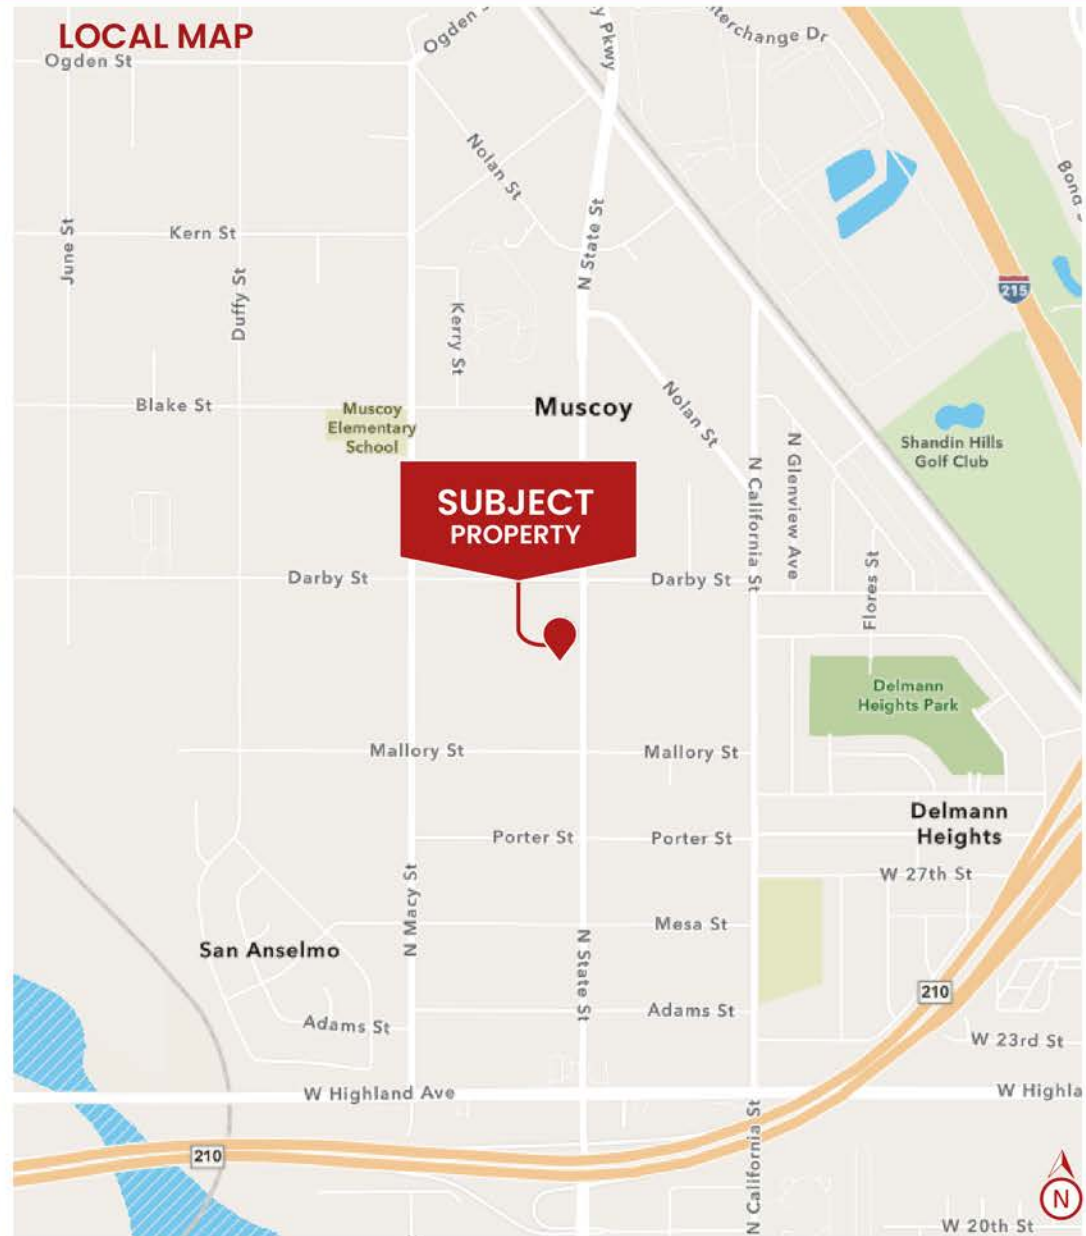 LOCAL MAP
Ogden St
Ogden
y Pkwy
terchange Dr
Nolan St
Bona
June St
Kern St
N State St
Duffy St
215
Kerry St
Blake St
Muscoy
Elementary
School
Muscoy
Nolan St
Shandin Hills
Golf Club
N Glenview Ave
N California St
SUBJECT
PROPERTY
Darby St
Darby St
Flores St
Delmann
Heights Park
Mallory St
Mallory St
Delmann
Heights
Porter St
Porter St
W 27th St
N Macy St
Mesa St
San Anselmo
N State St
210
Adams St
Adams St
W 23rd St
W Highland Ave
W Highla
N California St
210
N
W 20th St